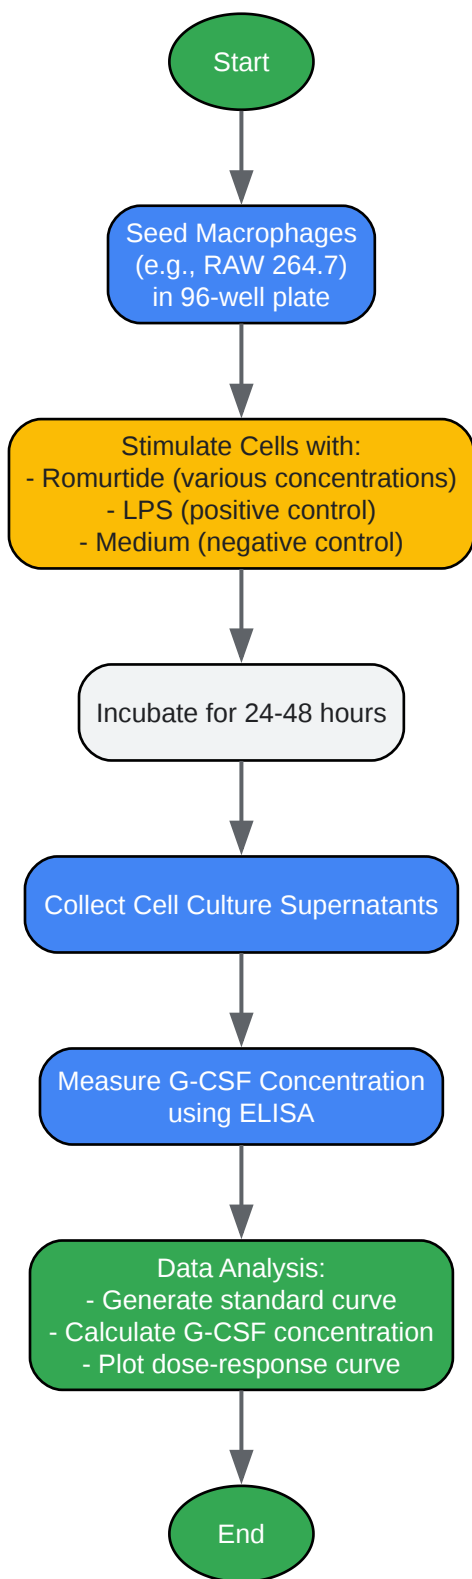 Start
Seed Macrophages
(e.g., RAW 264.7)
in 96-well plate
Stimulate Cells with:
- Romurtide (various concentrations)
- LPS (positive control)
- Medium (negative control)
Incubate for 24-48 hours
Collect Cell Culture Supernatants
Measure G-CSF Concentration
using ELISA
Data Analysis:
- Generate standard curve
- Calculate G-CSF concentration
- Plot dose-response curve
End